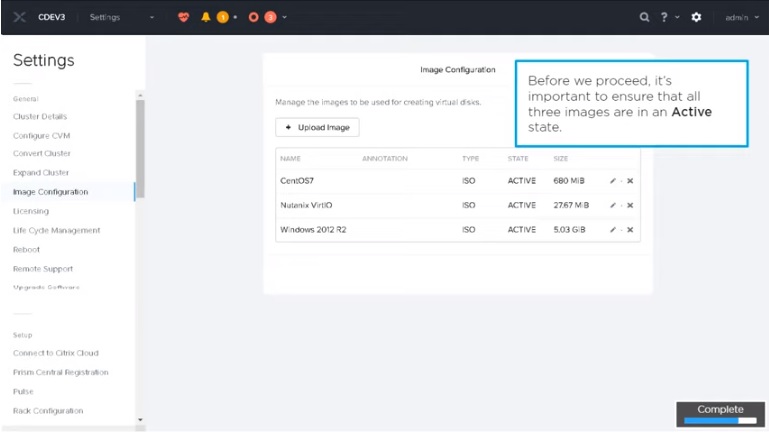 CDEV3 Settings 1 3 ? admin
Settings
General
Cluster Details
Configure CVM
Convert Cluster
Expand Cluster
Image Configuration
Licensing
Life Cycle Management
Reboot
Remote Support
Upgrade Software
Setup
Connect to Citrix Cloud
Prism Central Registration
Pulse
Rack Configuration
Image Configuration
Manage the images to be used for creating virtual disks.
+ Upload Image
NAME ANNOTATION TYPE STATE SIZE
CentOS7 ISO ACTIVE 680 MiB
Nutanix VirtIO ISO ACTIVE 27.67 MiB
Windows 2012 R2 ISO ACTIVE 5.03 GiB
Before we proceed, it's
important to ensure that all
three images are in an Active
state.
Complete